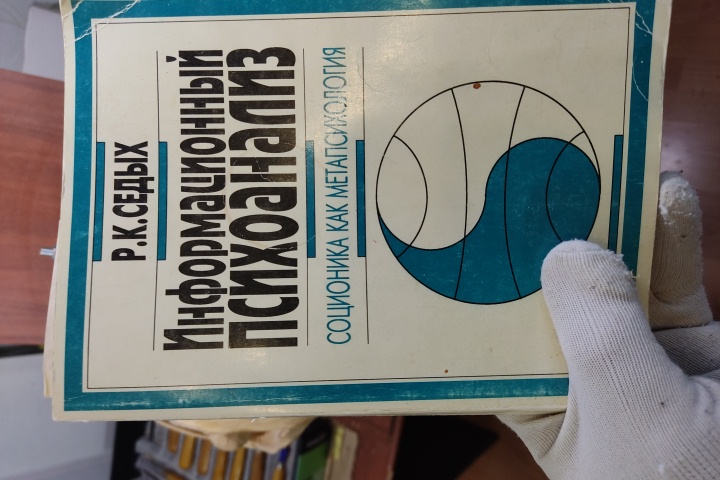 Р.К.СЕДЫХ
Информационный
ПСИХОАНАЛИЗ
СОЦИОНИКА КАК МЕТАПСИХОЛОГИЯ